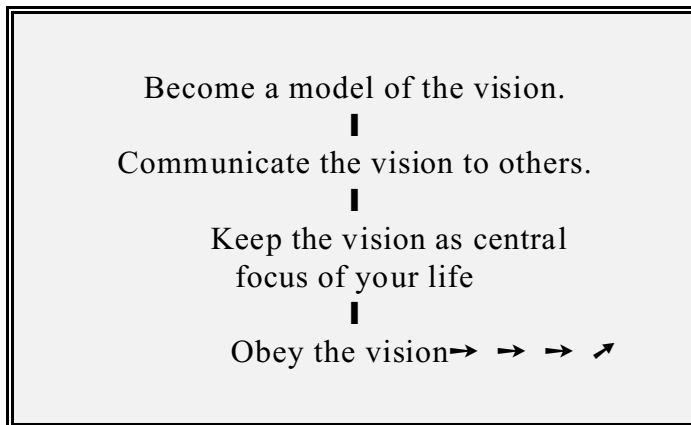 Become a model of the vision.
Communicate the vision to others.
Keep the vision as central
focus of your life
Obey the vision→ → → ➚